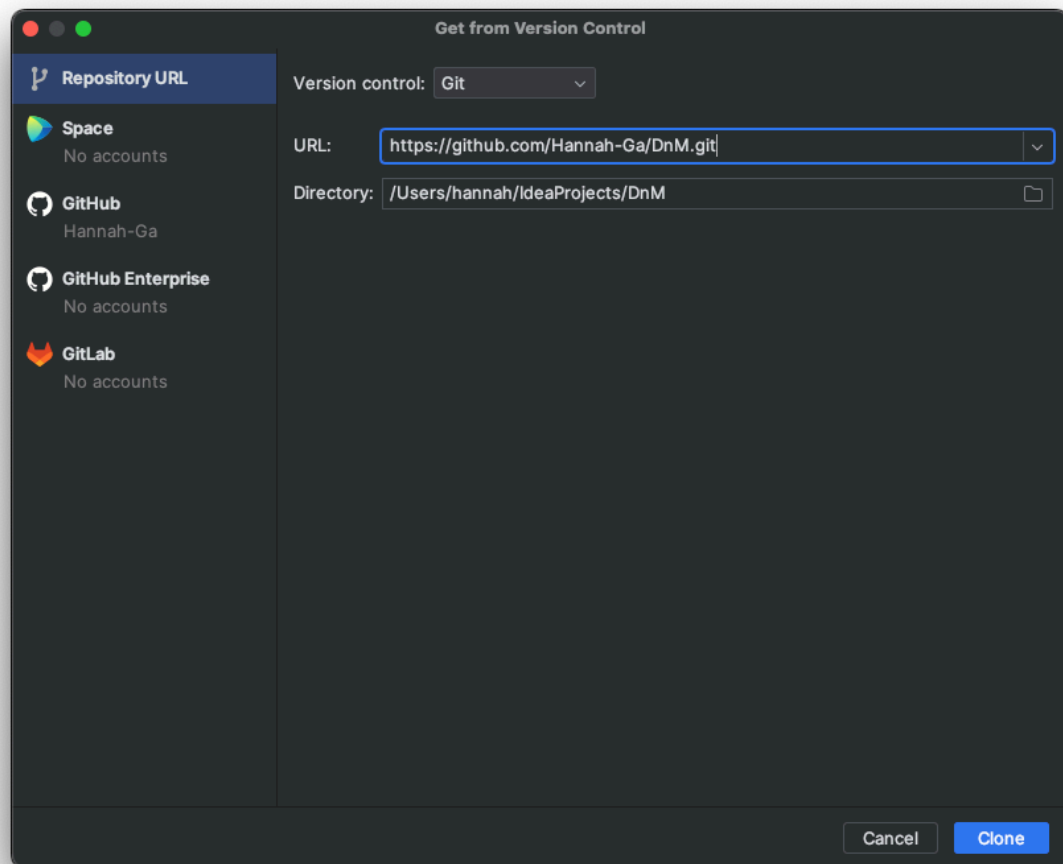 Get from Version Control
Repository URL
Space
No accounts
GitHub
Hannah-Ga
GitHub Enterprise
No accounts
GitLab
No accounts
Version control: Git
URL: https://github.com/Hannah-Ga/DnM.git
Directory: /Users/hannah/IdeaProjects/DnM
Cancel Clone